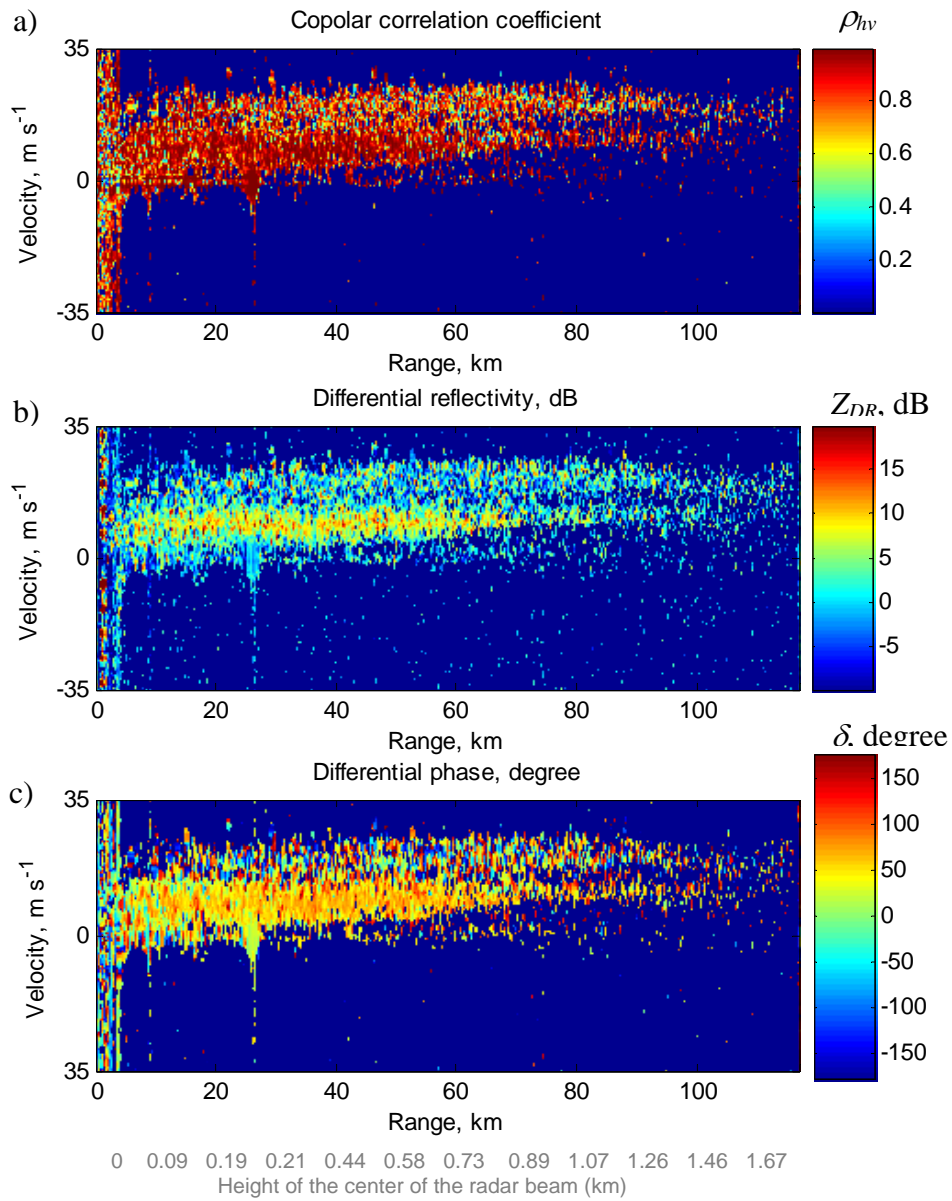 a) Copolar correlation coefficient ρhv
35
0
-35
Velocity, m s-1
0 20 40 60 80 100
Range, km
0.8
0.6
0.4
0.2
b) Differential reflectivity, dB ZDR, dB
35
0
-35
Velocity, m s-1
0 20 40 60 80 100
Range, km
15
10
5
0
-5
c) Differential phase, degree δ, degree
35
0
35
Velocity, m s-1
0 20 40 60 80 100
Range, km
150
100
50
0
-50
-100
-150
0 0.09 0.19 0.21 0.44 0.58 0.73 0.89 1.07 1.26 1.46 1.67
Height of the center of the radar beam (km)